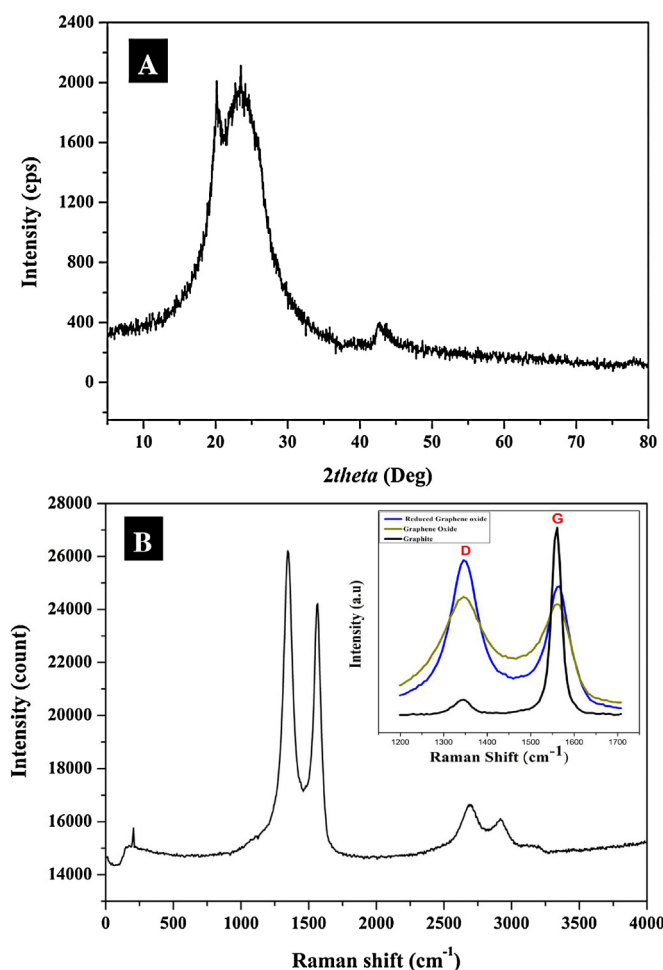 A
2400
2000
1600
1200
800
400
0
Intensity (cps)
10 20 30 40 50 60 70 80
2theta (Deg)
B
28000
26000
24000
22000
20000
18000
16000
14000
Intensity (count)
0 500 1000 1500 2000 2500 3000 3500 4000
Raman shift (cm-1)
Reduced Graphene oxide
Graphene Oxide
Graphite
D
G
Intensity (a.u)
1200 1300 1400 1500 1600 1700
Raman Shift (cm-1)